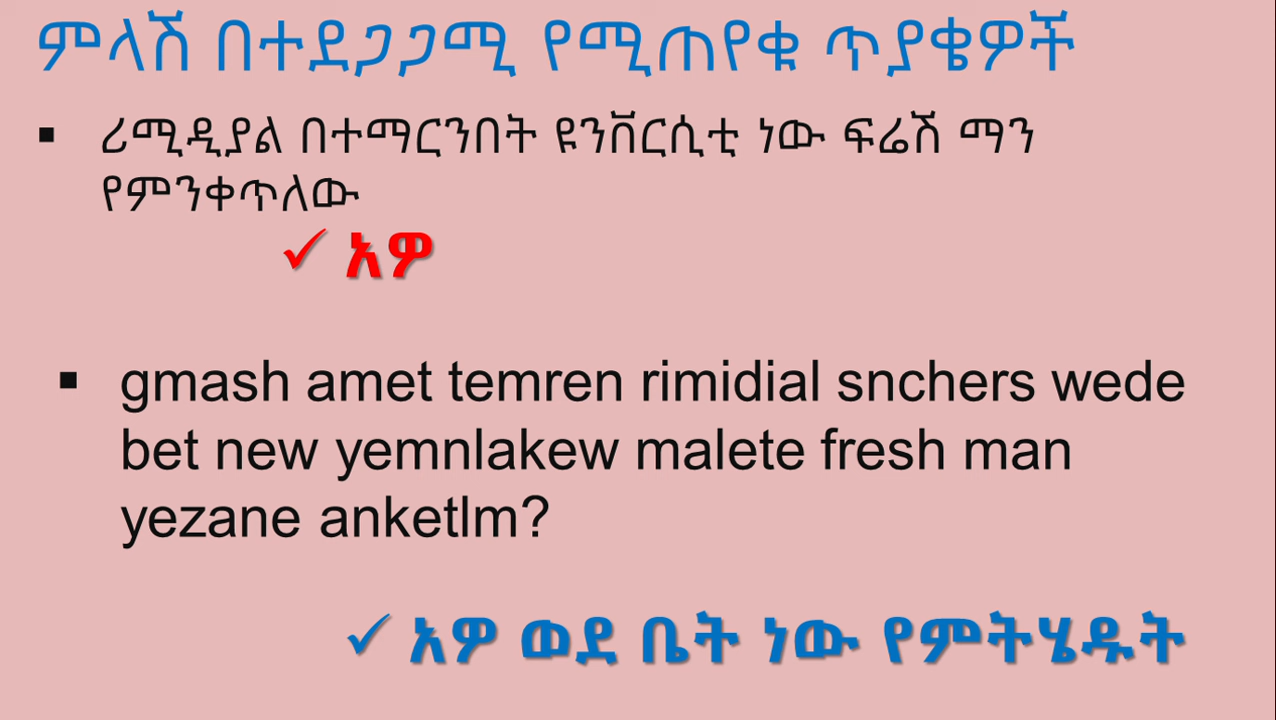 ምላሽ በተደጋጋሚ የሚጠየቁ ጥያቄዎች
▪ ሪሚዲያል በተማርንበት ዩንቨርሲቲ ነው ፍሬሽ ማን
የምንቀጥለው
✓ አዎ
▪ gmash amet temren rimidial snchers wede
bet new yemnlakew malete fresh man
yezane anketlm?
✓ አዎ ወደ ቤት ነው የምትሄዱት